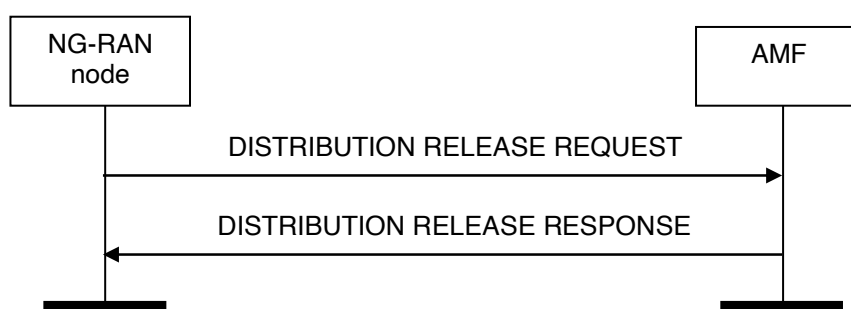 NG-RAN
node
AMF
DISTRIBUTION RELEASE REQUEST
DISTRIBUTION RELEASE RESPONSE